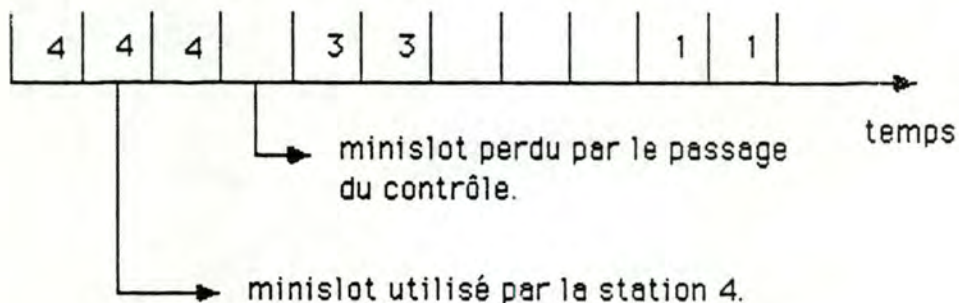 4 4 4 3 3 1 1
temps
minislot perdu par le passage
du contrôle.
minislot utilisé par la station 4.